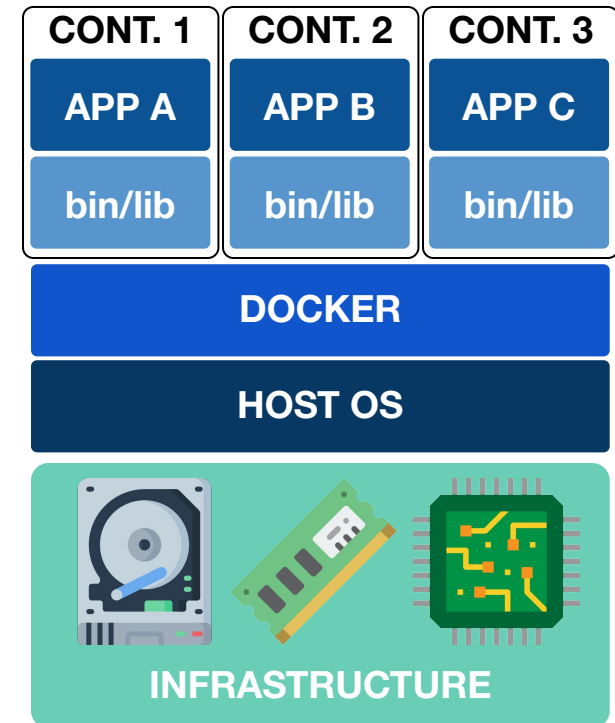 CONT. 1 CONT. 2 CONT. 3
APP A APP B APP C
bin/lib bin/lib bin/lib
DOCKER
HOST OS
INFRASTRUCTURE